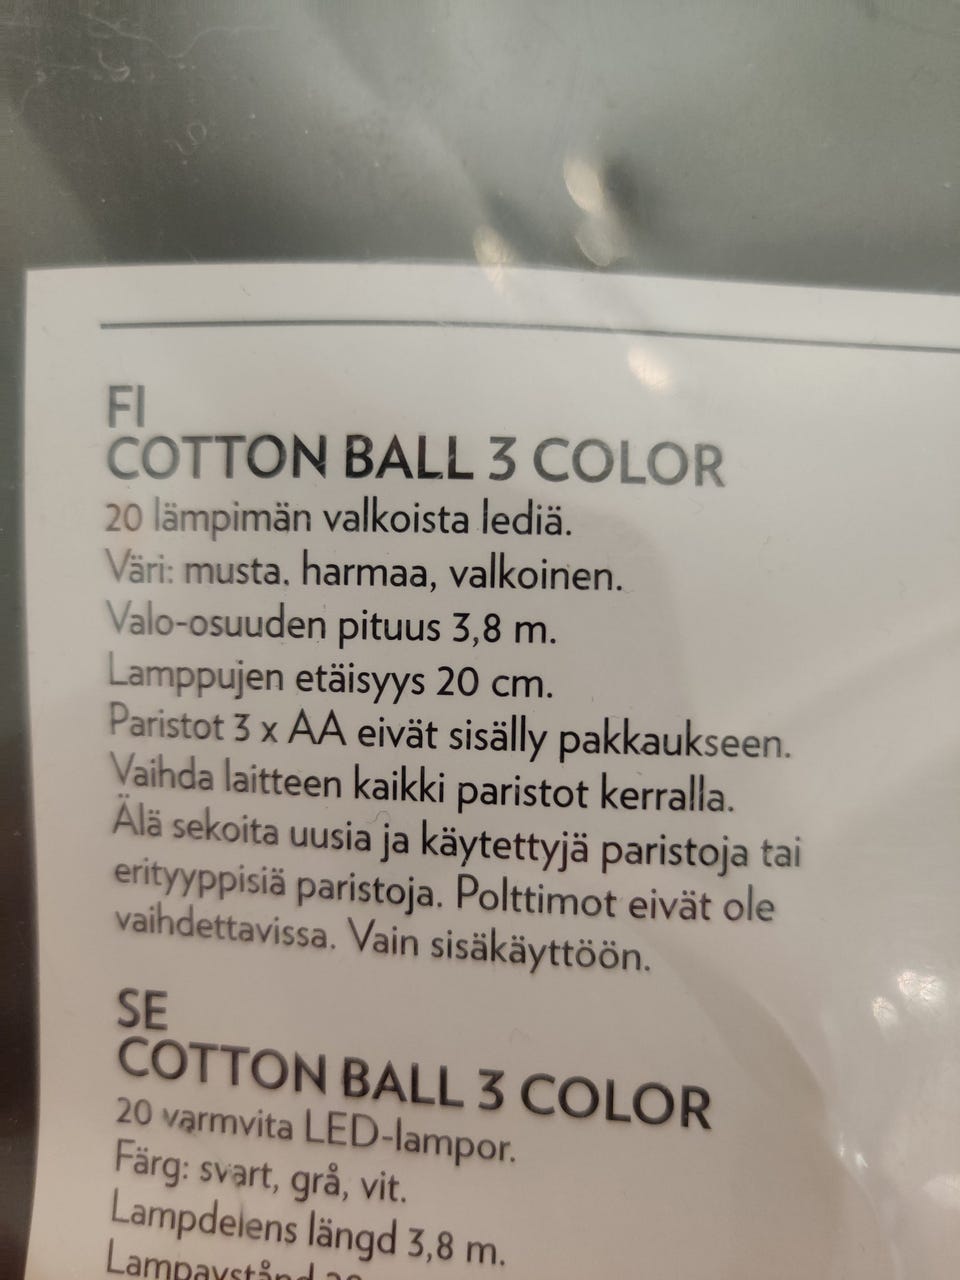 FI
COTTON BALL 3 COLOR
20 lämpimän valkoista lediä.
Väri: musta, harmaa, valkoinen.
Valo-osuuden pituus 3,8 m.
Lamppujen etäisyys 20 cm.
Paristot 3 x AA eivät sisälly pakkaukseen.
Vaihda laitteen kaikki paristot kerralla.
Älä sekoita uusia ja käytettyjä paristoja tai
erityyppisiä paristoja. Polttimot eivät ole
vaihdettavissa. Vain sisäkäyttöön.
SE
COTTON BALL 3 COLOR
20 varmvita LED-lampor.
Färg: svart, grå, vit.
Lampdelens längd 3,8 m.
Lampavstånd 20